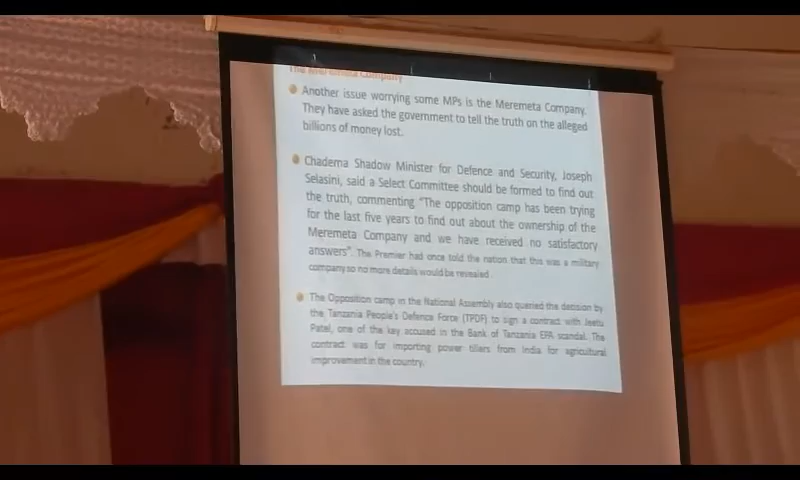 The Meremeta Company
Another issue worrying some MPs is the Meremeta Company.
They have asked the government to tell the truth on the alleged
billions of money lost.
Chadema Shadow Minister for Defence and Security, Joseph
Selasini, said a Select Committee should be formed to find out
the truth, commenting "The opposition camp has been trying
for the last five years to find out about the ownership of the
Meremeta Company and we have received no satisfactory
answers". The Premier had once told the nation that this was a military
company so no more details would be revealed.
The Opposition camp in the National Assembly also queried the decision by
the Tanzania People's Defence Force (TPDF) to sign a contract with Jeetu
Patel, one of the key accused in the Bank of Tanzania EPA scandal. The
contract was for importing power tillers from India for agricultural
improvement in the country.